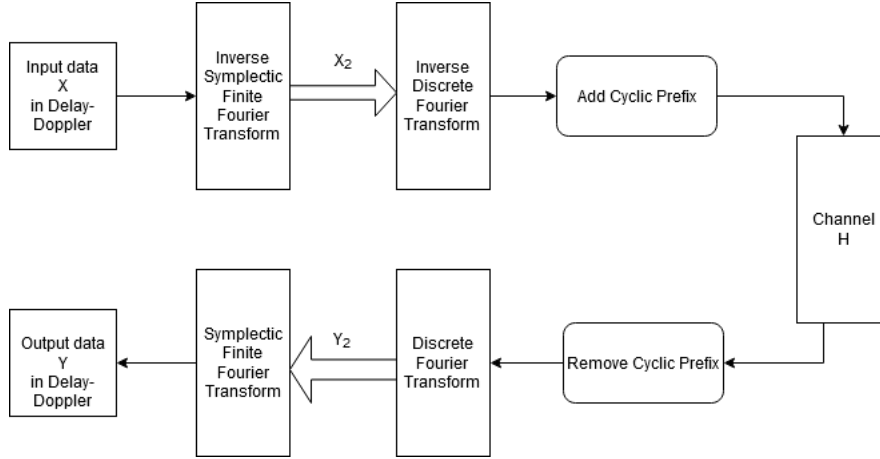 Input data
X
in Delay-
Doppler
Inverse
Symplectic
Finite
Fourier
Transform
X2
Inverse
Discrete
Fourier
Transform
Add Cyclic Prefix
Channel
H
Output data
Y
in Delay-
Doppler
Symplectic
Finite
Fourier
Transform
Y2
Discrete
Fourier
Transform
Remove Cyclic Prefix